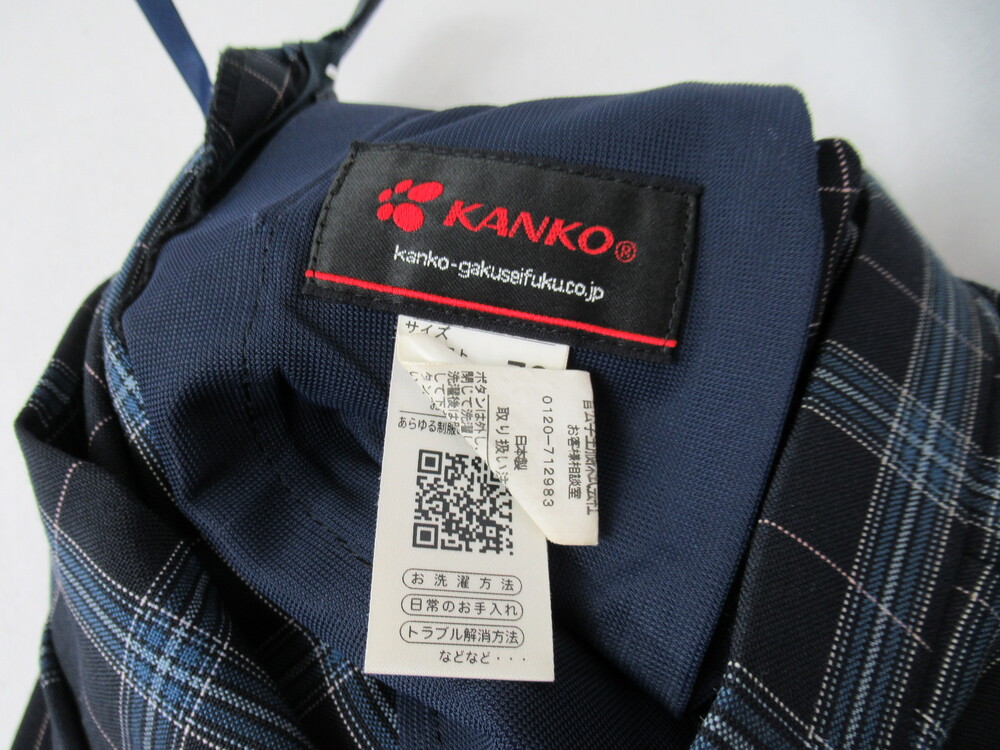 KANKO®
kanko-gakuseifuku.co.jp
サイズ
ボタンは外し
閉じて洗濯
洗濯後は
して下
あらゆる制服
取り扱い
日本製
0120-712983
お客様相談室
お洗濯方法
日常のお手入れ
トラブル解消方法
などなど・・・